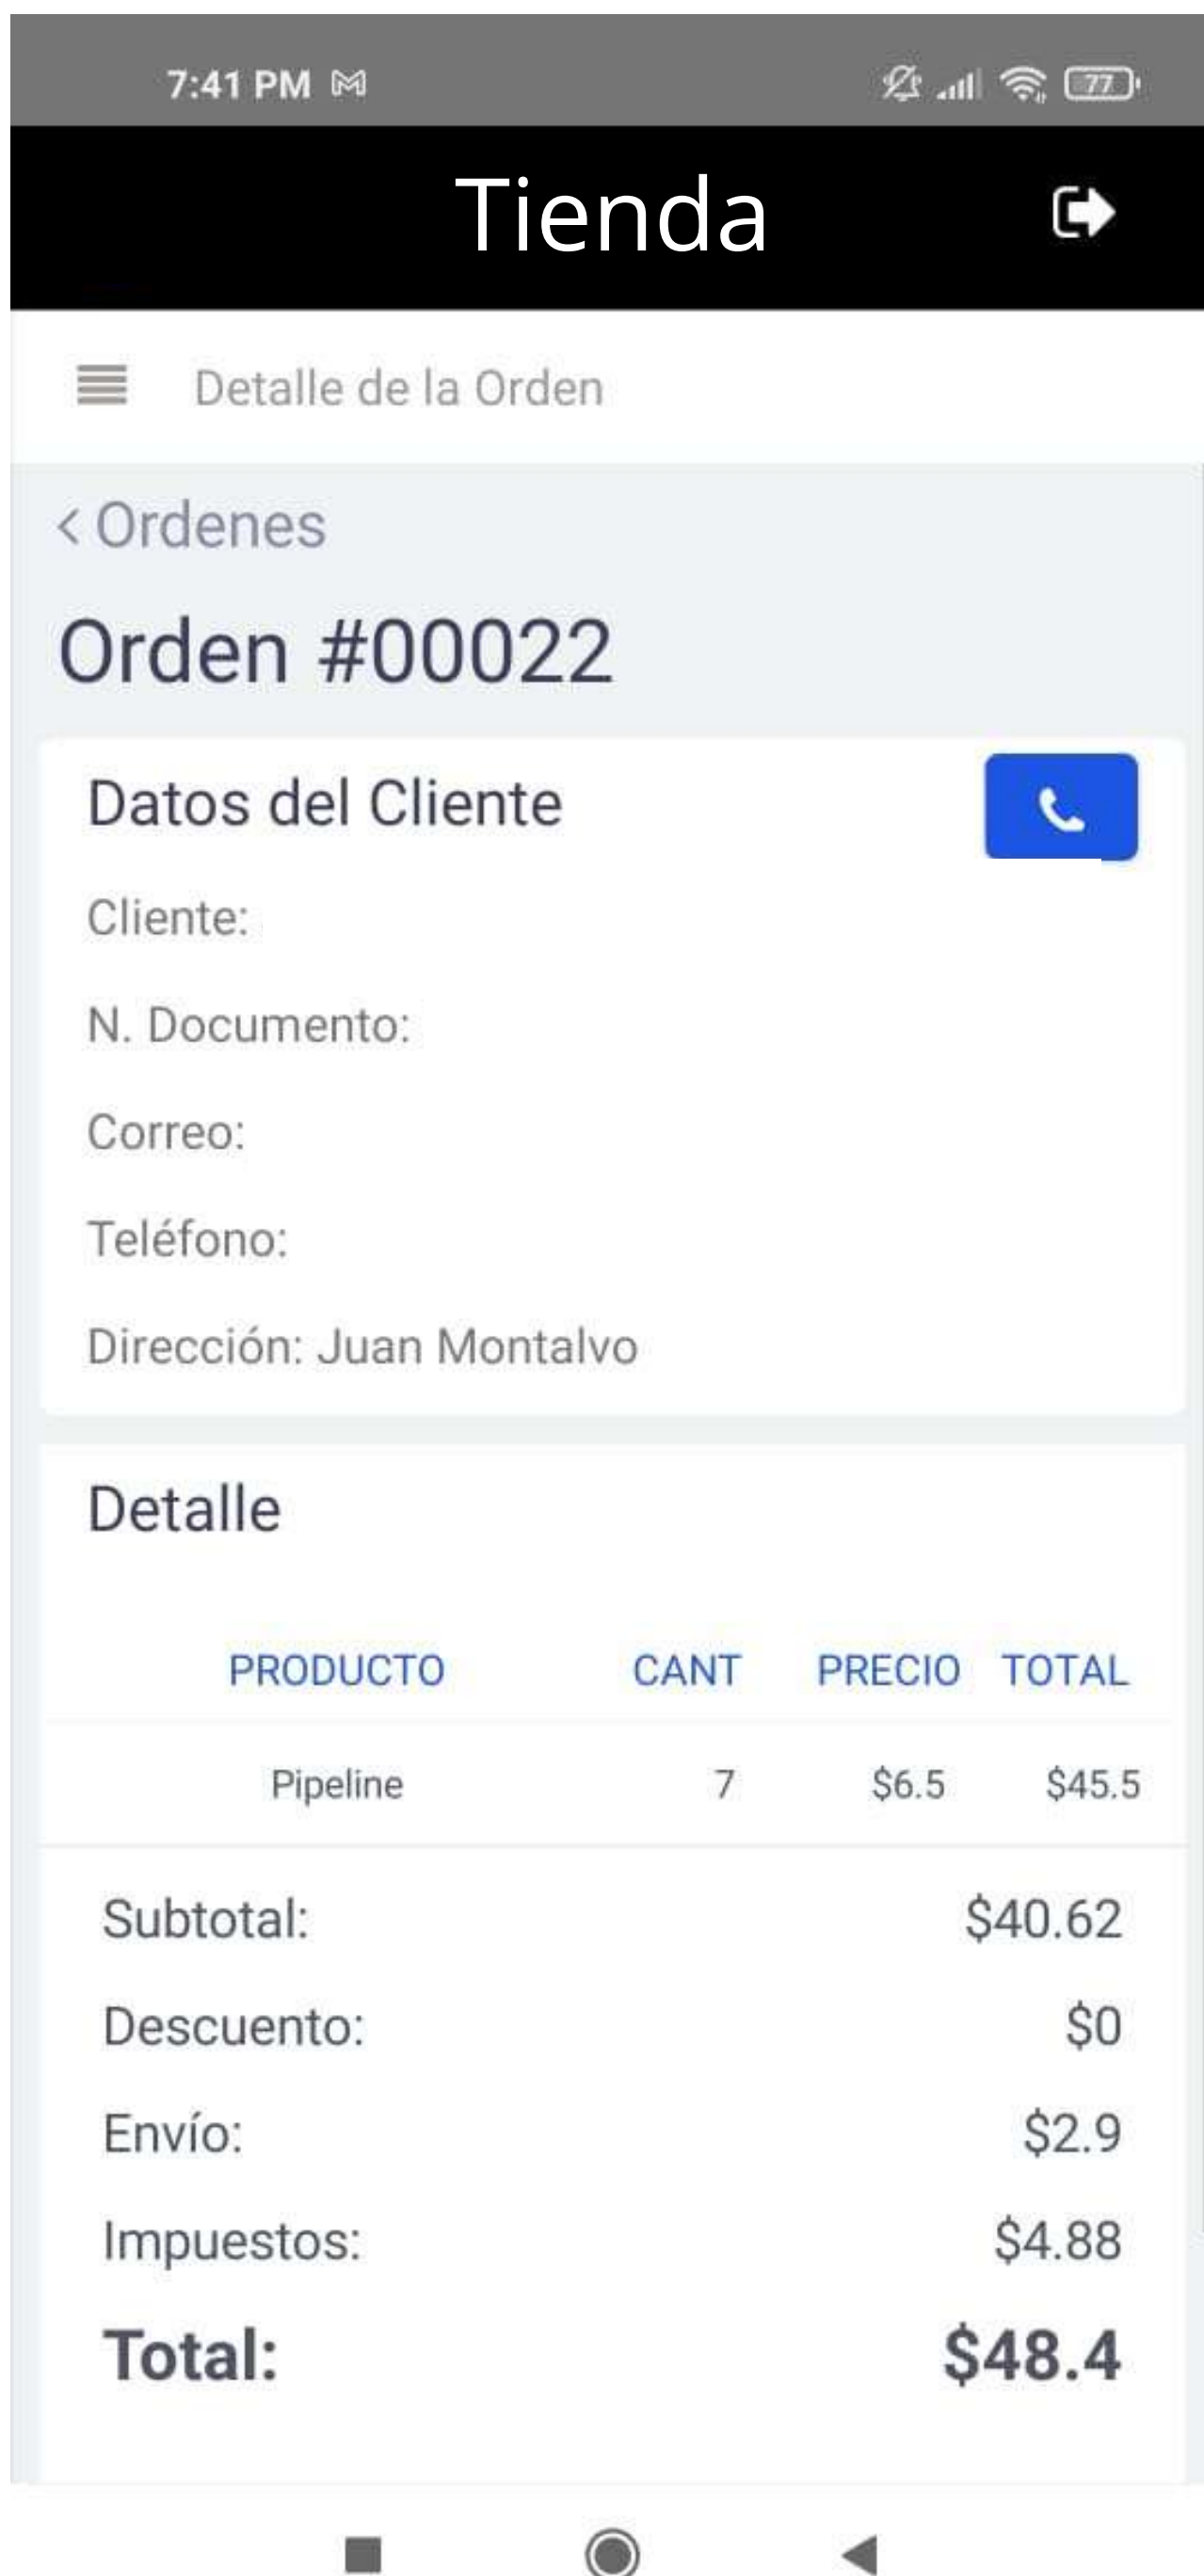 7:41 PM
77
Tienda
Detalle de la Orden
< Ordenes
Orden #00022
Datos del Cliente
Cliente:
N. Documento:
Correo:
Teléfono:
Dirección: Juan Montalvo
Detalle
PRODUCTO CANT PRECIO TOTAL
Pipeline 7 $6.5 $45.5
Subtotal: $40.62
Descuento: $0
Envío: $2.9
Impuestos: $4.88
Total: $48.4